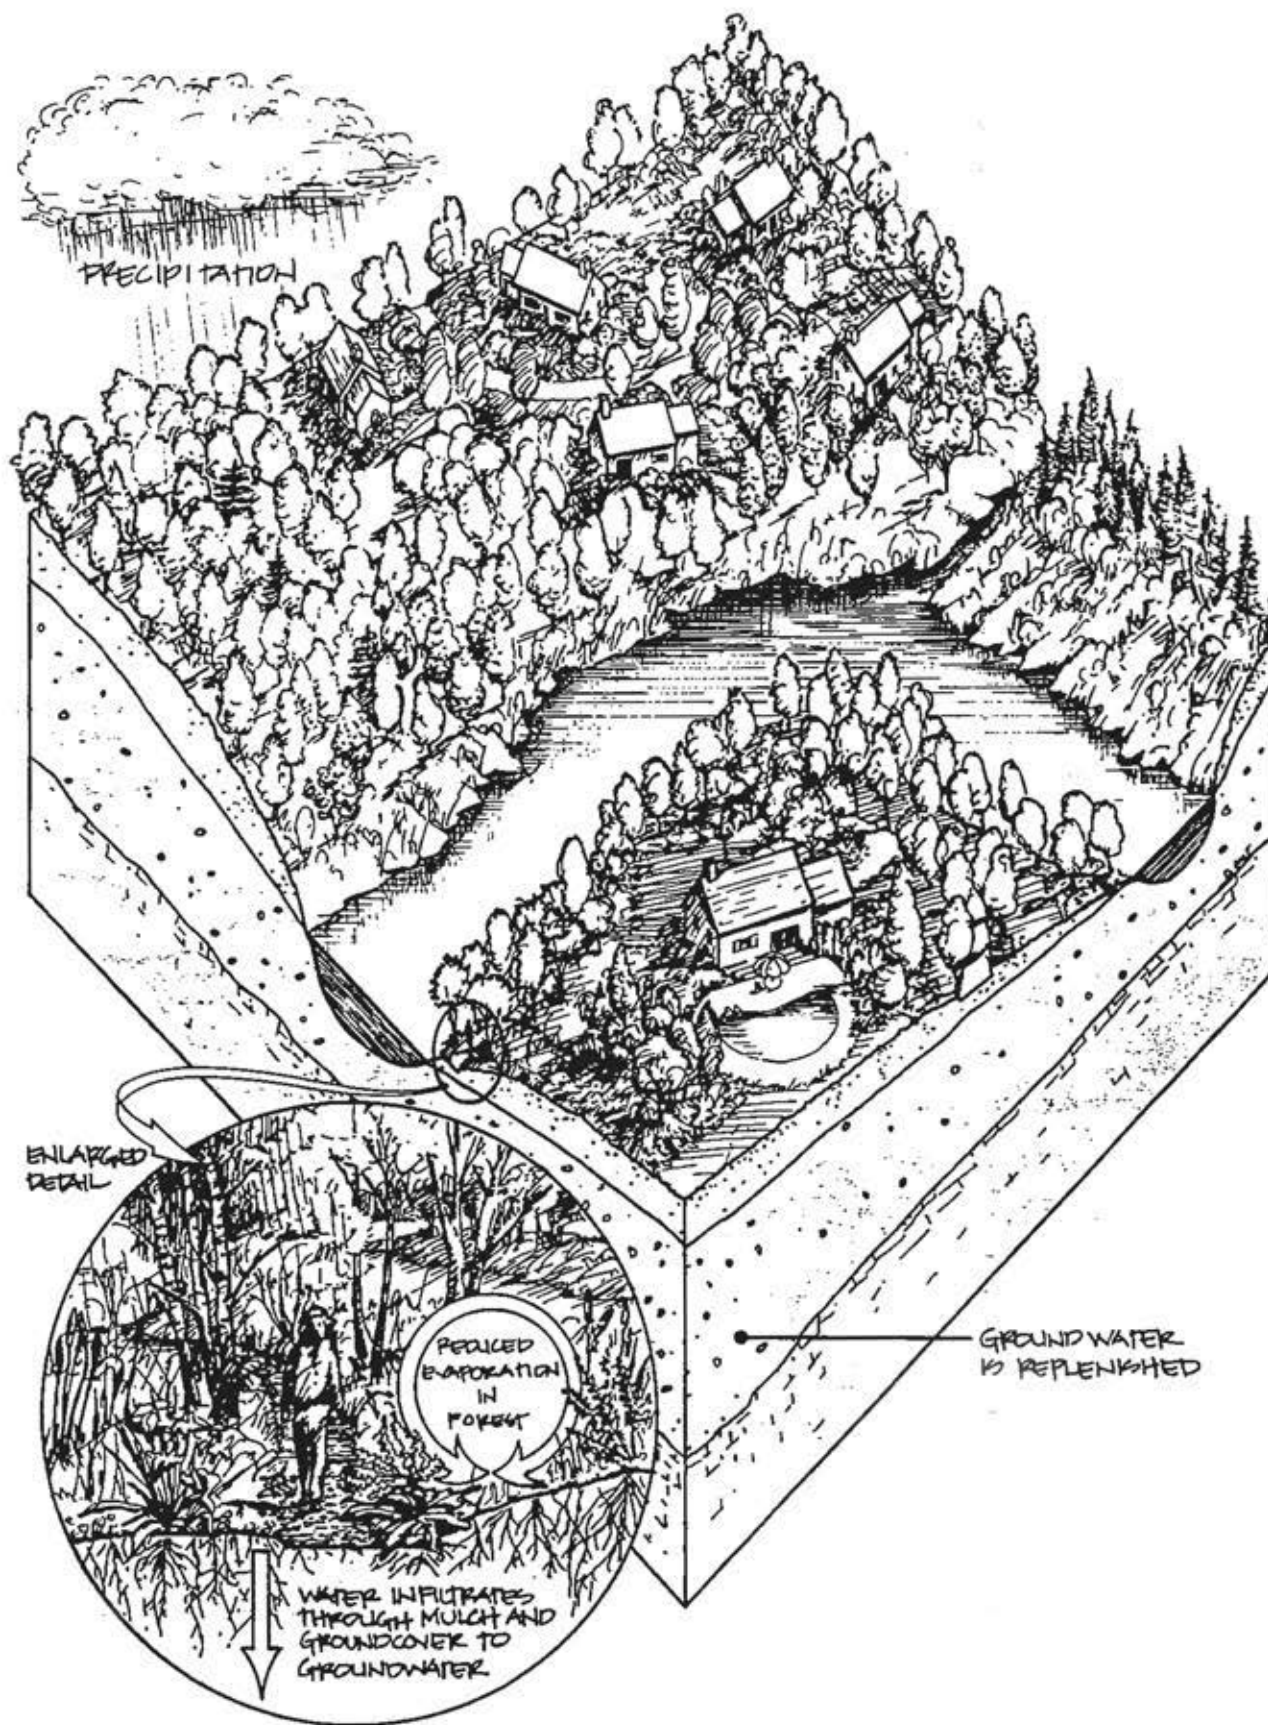 PRECIPITATION
ENLARGED
DETAIL
REDUCED
EVAPORATION
IN
FOREST
GROUND WATER
IS REPLENISHED
WATER INFILTRATES
THROUGH MULCH AND
GROUNDCOVER TO
GROUNDWATER